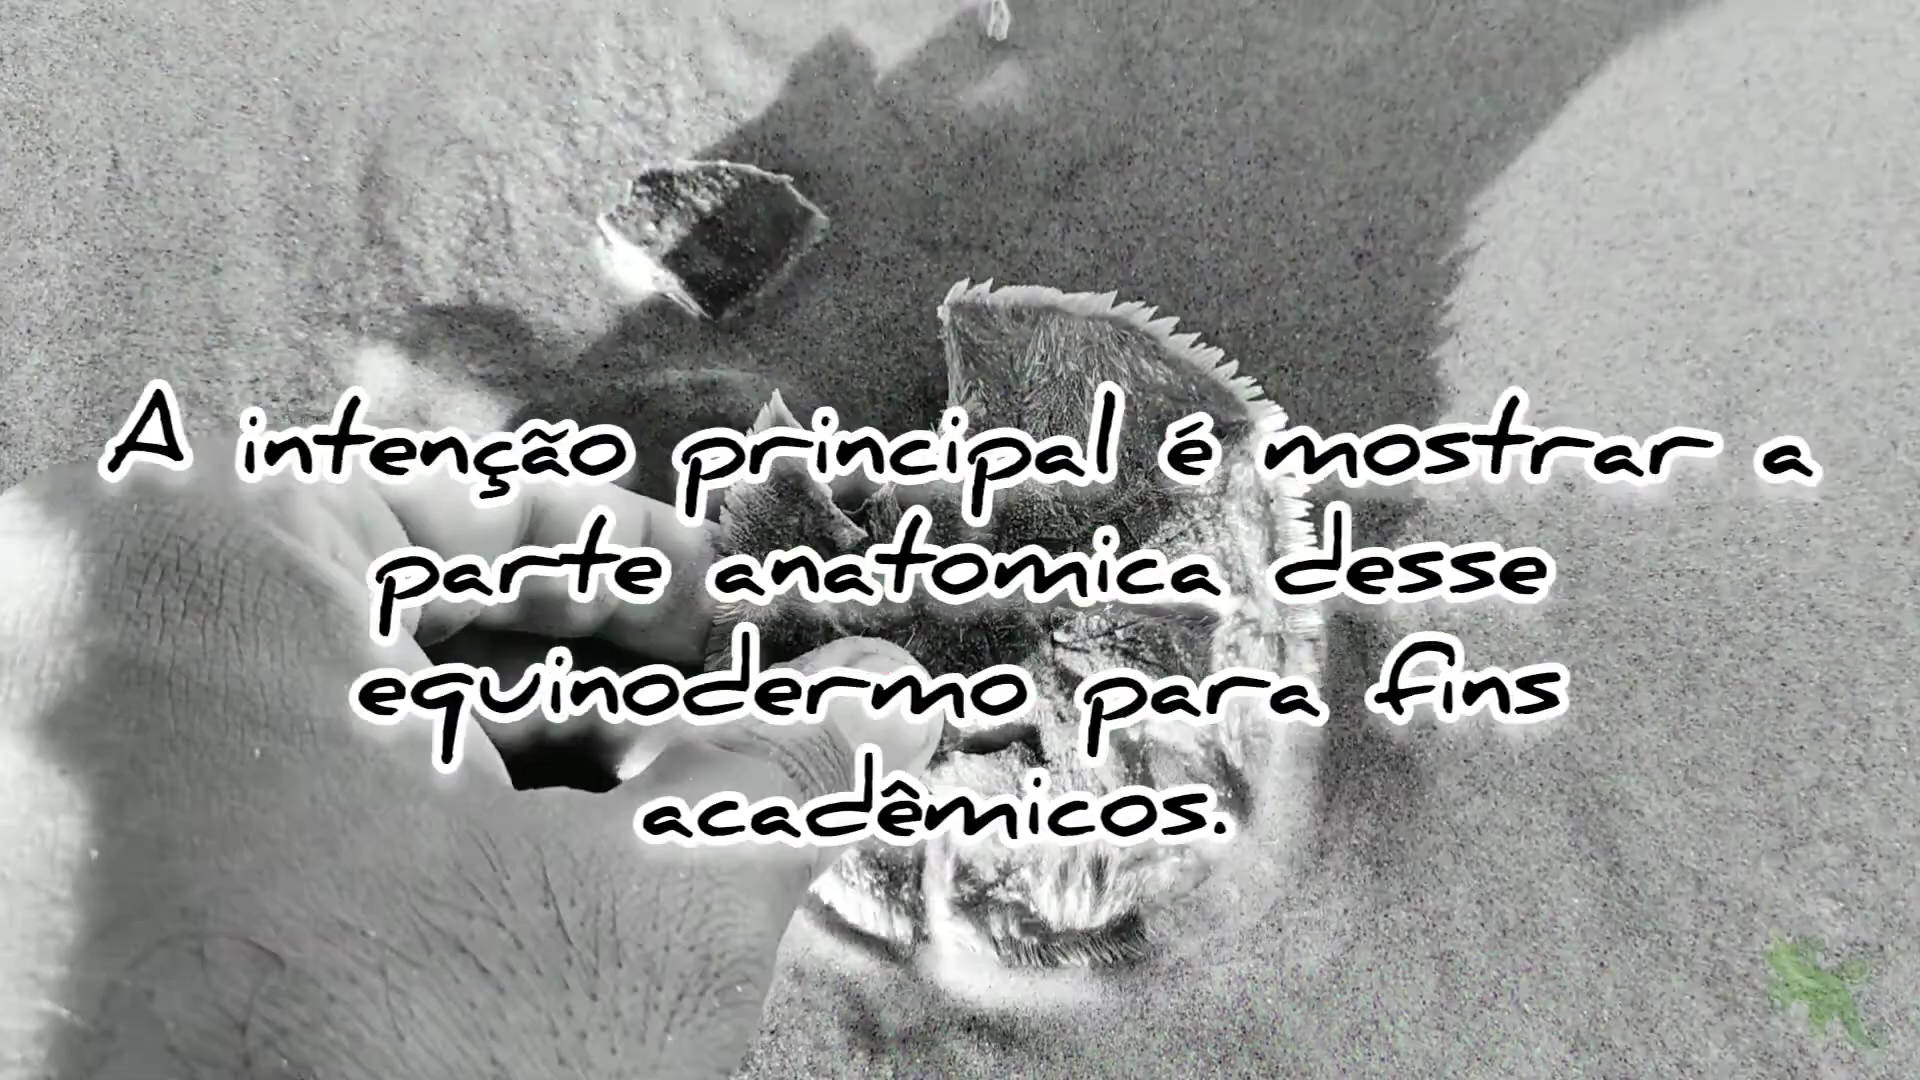 A intenção principal é mostrar a
parte anatomica desse
equinodermo para fins
acadêmicos.